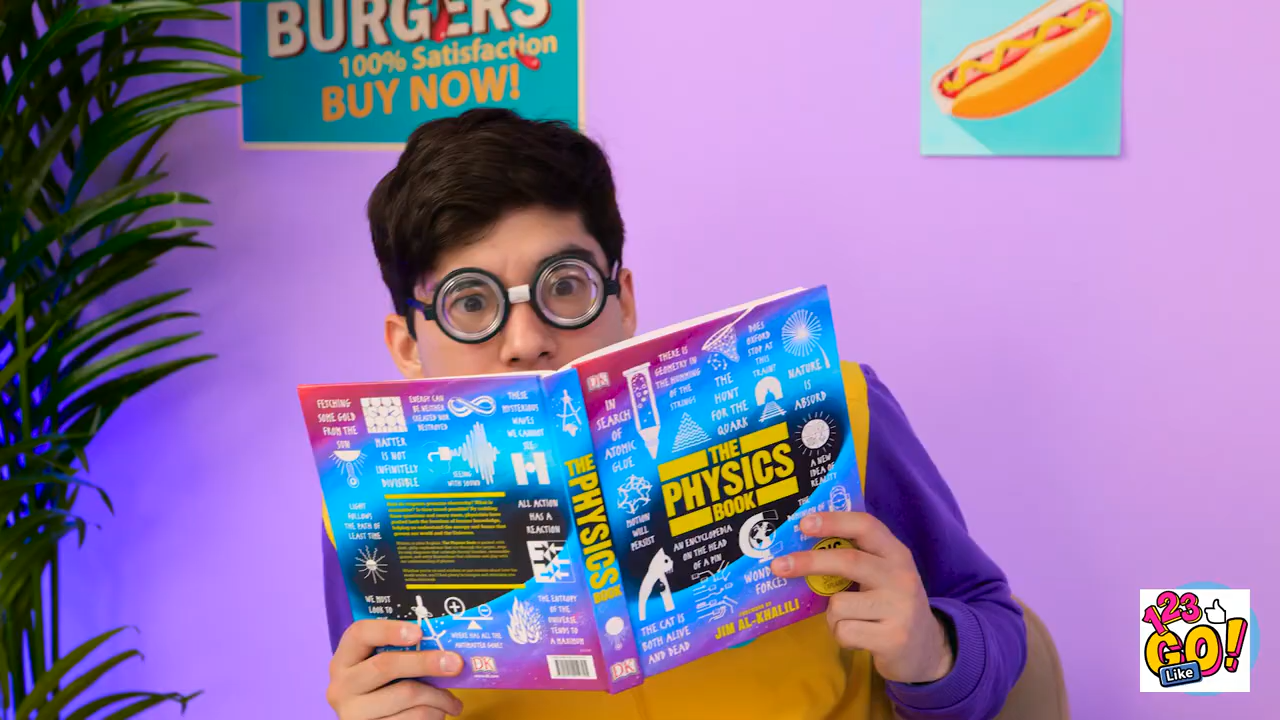 BURGERS
100% Satisfaction
BUY NOW!
FETCHING
SOME GOLD
FROM THE
SUN
ENERGY CAN
BE NEITHER
CREATED NOR
DESTROYED
THESE
MYSTERIOUS
WAVES
WE CANNOT
SEE
MATTER
IS NOT
INFINITELY
DIVISIBLE
SEEING
WITH SOUND
LIGHT
FOLLOWS
THE PATH OF
LEAST TIME
ALL ACTION
HAS A
REACTION
WE MUST
LOOK TO
WHERE HAS ALL THE
ANTIMATTER GONE?
THE ENTROPY
OF THE
UNIVERSE
TENDS TO
A MAXIMUM
DK
THE PHYSICS BOOK
DK
DK
IN
SEARCH
OF
ATOMIC
GLUE
THERE IS
GEOMETRY IN
THE HUMMING
OF THE
STRINGS
THE
HUNT
FOR THE
QUARK
DOES
OXFORD
STOP AT
THIS
TRAIN?
NATURE
IS
ABSURD
THE
PHYSICS
BOOK
A NEW
IDEA OF
REALITY
MOTION
WILL
PERSIST
AN ENCYCLOPEDIA
ON THE HEAD
OF A PIN
THE CAT IS
BOTH ALIVE
AND DEAD
FORCES
BIG
FOREWORD BY
JIM AL-KHALILI
123
GO!
Like